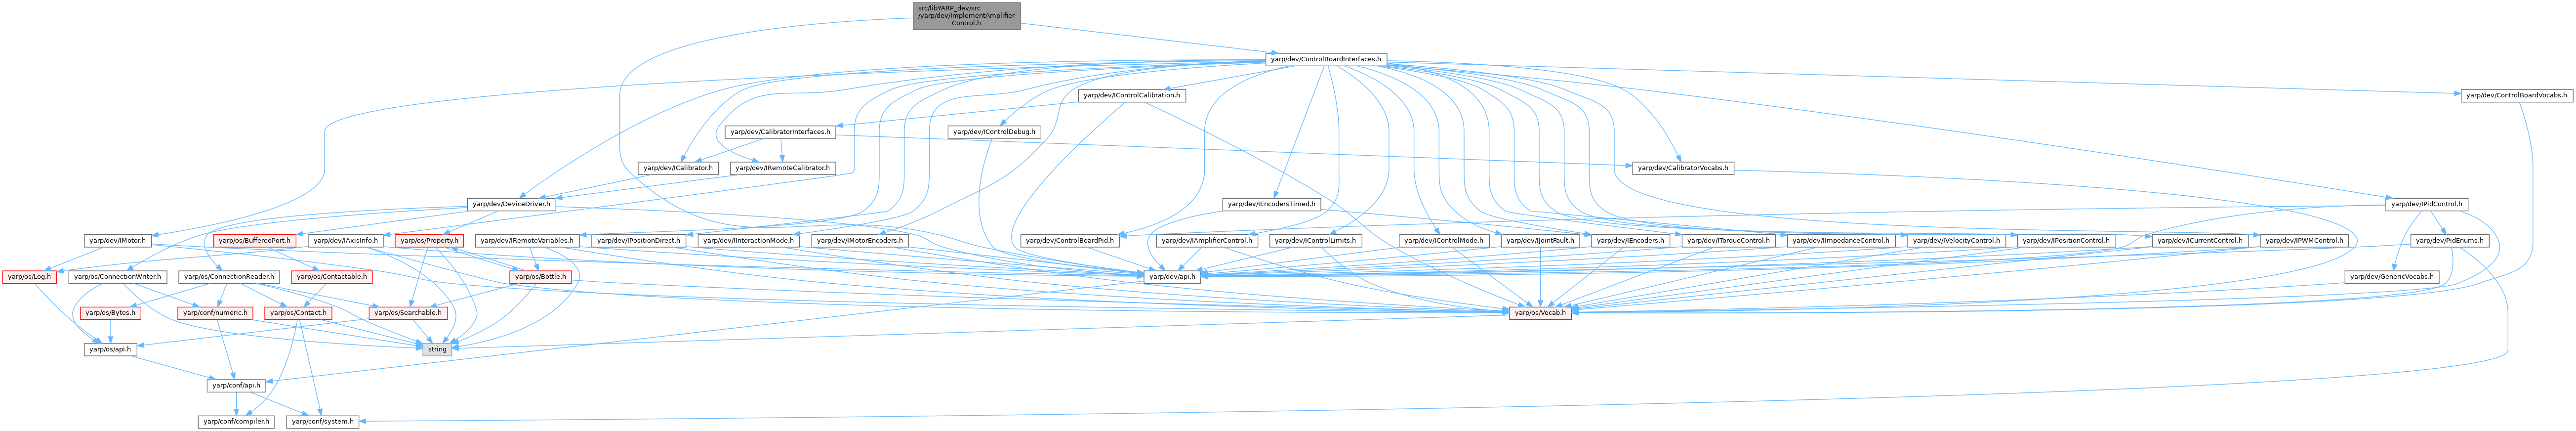 src/libYARP_dev/src
/yarp/dev/ImplementAmplifier
Control.h
yarp/dev/ControlBoardInterfaces.h
yarp/dev/IControlCalibration.h
yarp/dev/ControlBoardVocabs.h
yarp/dev/CalibratorInterfaces.h
yarp/dev/IControlDebug.h
yarp/dev/ICalibrator.h
yarp/dev/IRemoteCalibrator.h
yarp/dev/CalibratorVocabs.h
yarp/dev/DeviceDriver.h
yarp/dev/IEncodersTimed.h
yarp/dev/IPidControl.h
yarp/dev/IMotor.h
yarp/os/BufferedPort.h
yarp/dev/IAxisInfo.h
yarp/os/Property.h
yarp/dev/IRemoteVariables.h
yarp/dev/IPositionDirect.h
yarp/dev/IInteractionMode.h
yarp/dev/IMotorEncoders.h
yarp/dev/ControlBoardPid.h
yarp/dev/IAmplifierControl.h
yarp/dev/IControlLimits.h
yarp/dev/IControlMode.h
yarp/dev/IJointFault.h
yarp/dev/IEncoders.h
yarp/dev/ITorqueControl.h
yarp/dev/IImpedanceControl.h
yarp/dev/IVelocityControl.h
yarp/dev/IPositionControl.h
yarp/dev/ICurrentControl.h
yarp/dev/IPWMControl.h
yarp/dev/PidEnums.h
yarp/os/Log.h
yarp/os/ConnectionWriter.h
yarp/os/ConnectionReader.h
yarp/os/Contactable.h
yarp/os/Bottle.h
yarp/dev/api.h
yarp/dev/GenericVocabs.h
yarp/os/Bytes.h
yarp/conf/numeric.h
yarp/os/Contact.h
yarp/os/Searchable.h
yarp/os/Vocab.h
yarp/os/api.h
string
yarp/conf/api.h
yarp/conf/compiler.h
yarp/conf/system.h